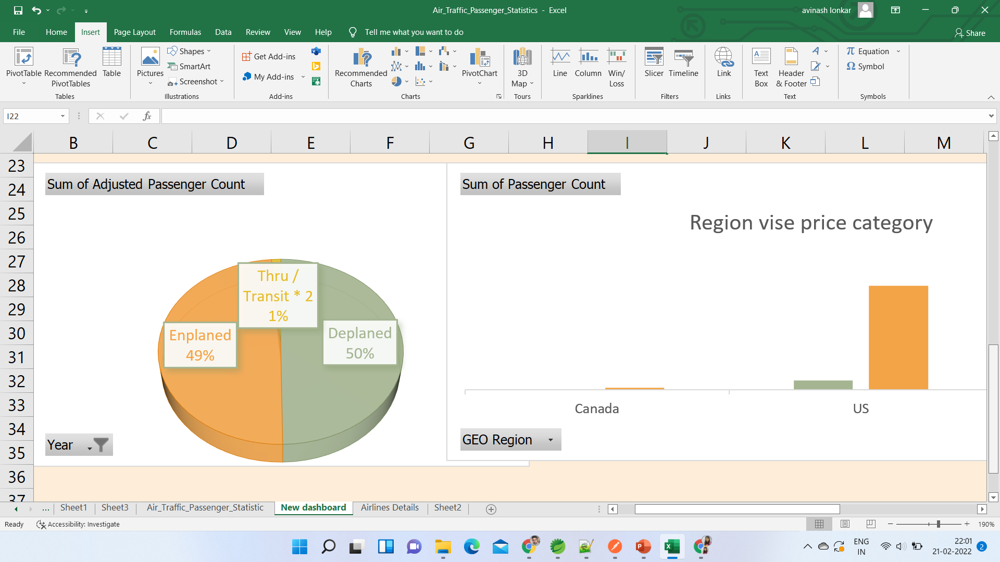 Air_Traffic_Passenger_Statistics - Excel
avinash lonkar
File Home Insert Page Layout Formulas Data Review View Help Tell me what you want to do Share
PivotTable
Recommended
PivotTables
Table
Tables
Pictures
Shapes
SmartArt
Screenshot
Illustrations
Get Add-ins
My Add-ins
Add-ins
Recommended
Charts
PivotChart
Charts
3D
Map
Tours
Line
Column
Win/
Loss
Sparklines
Slicer
Timeline
Filters
Link
Links
Text
Box
Header
& Footer
Text
π Equation
Ω Symbol
Symbols
I22
fx
B C D E F G H I J K L M
23
24
25
26
27
28
29
30
31
32
33
34
35
36
37
Sum of Adjusted Passenger Count
Thru /
Transit * 2
1%
Enplaned
49%
Deplaned
50%
Year
Sum of Passenger Count
Region vise price category
Canada
US
GEO Region
... Sheet1 Sheet3 Air_Traffic_Passenger_Statistic New dashboard Airlines Details Sheet2
Ready Accessibility: Investigate
190%
ENG
IN
22:01
21-02-2022
2